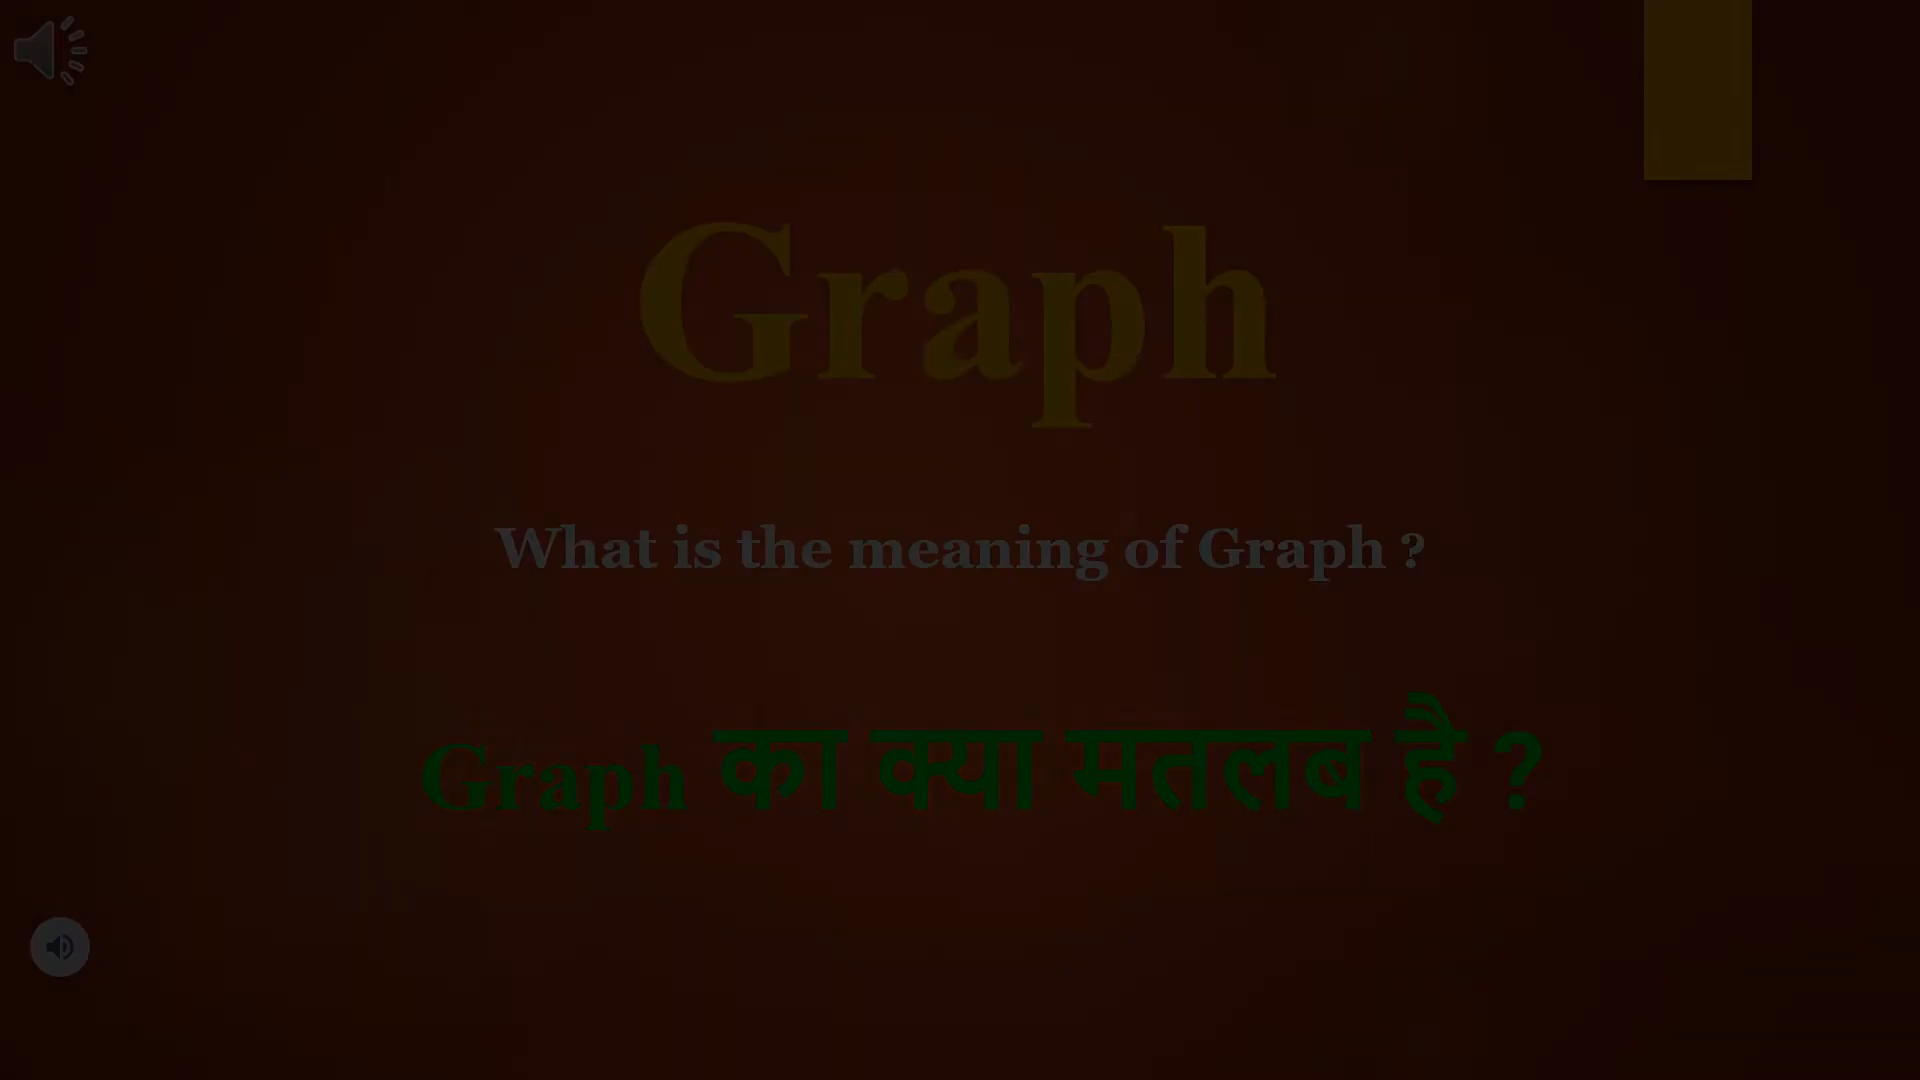 Graph
What is the meaning of Graph ?
Graph का क्या मतलब है ?